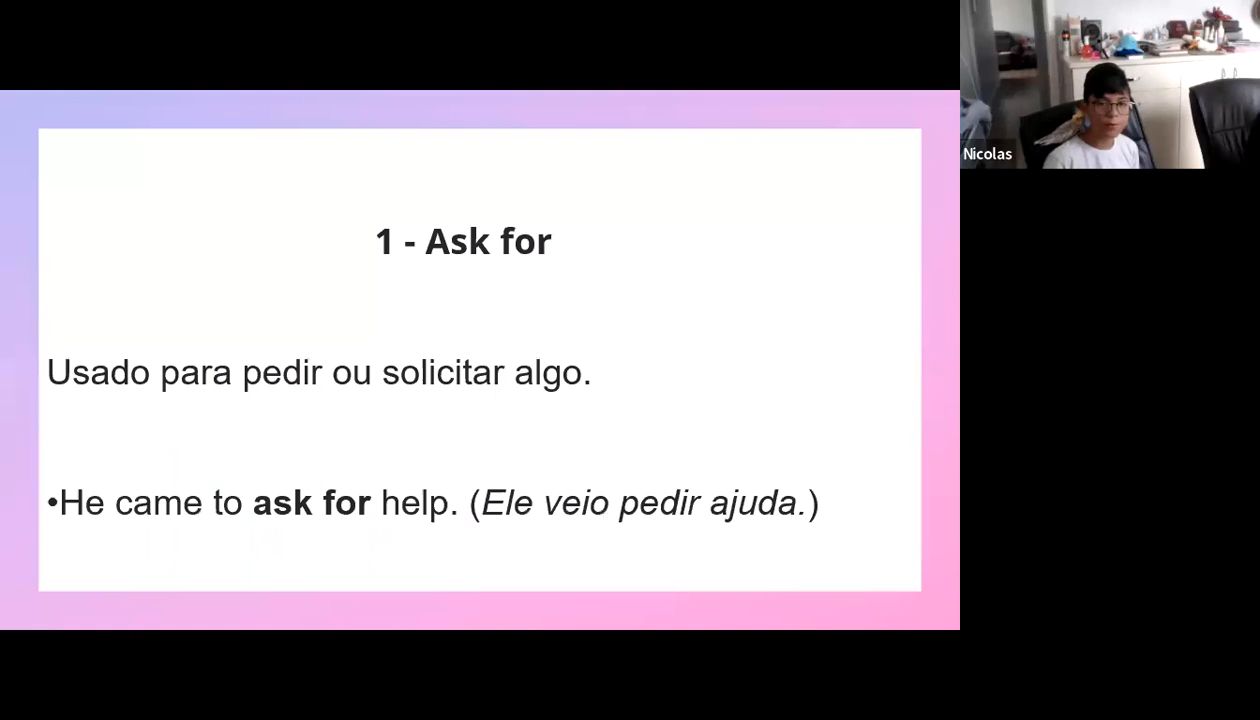 1 - Ask for
Usado para pedir ou solicitar algo.
•He came to ask for help. (Ele veio pedir ajuda.)
Nicolas